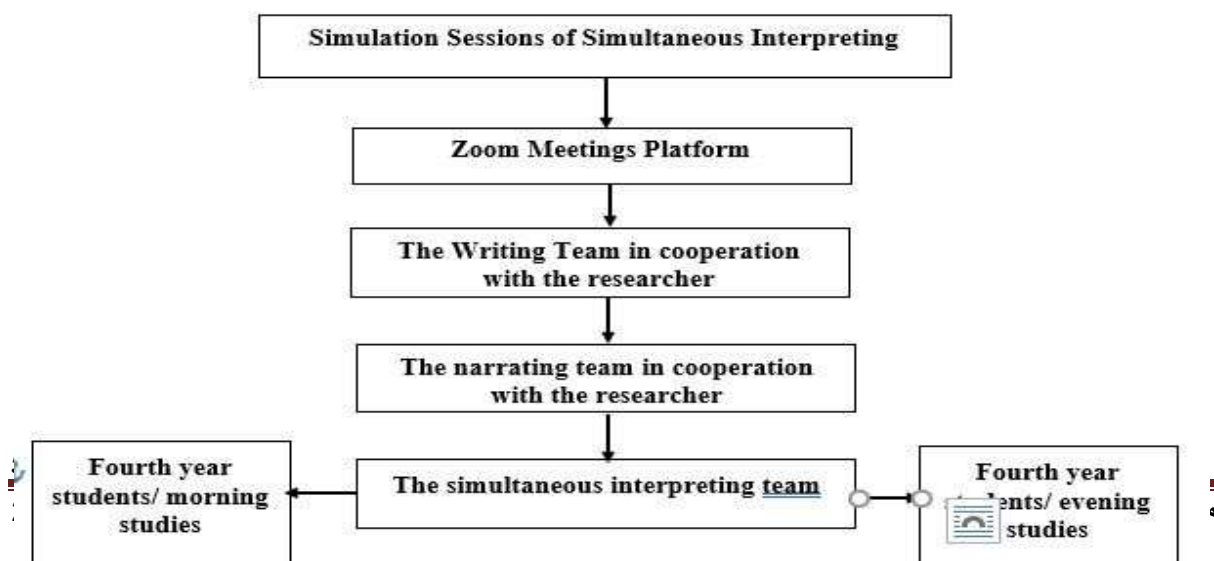 Simulation Sessions of Simultaneous Interpreting
Zoom Meetings Platform
The Writing Team in cooperation
with the researcher
The narrating team in cooperation
with the researcher
The simultaneous interpreting team
Fourth year
students/ morning
studies
Fourth year
/ evening
studies